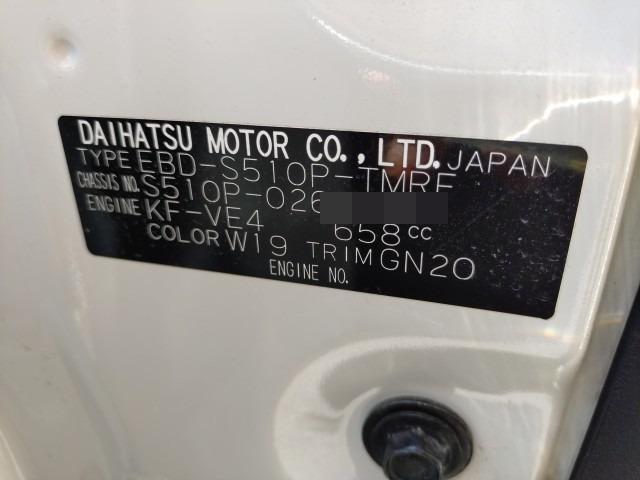 DAIHATSU MOTOR CO., LTD. JAPAN
TYPE EBD-S510P-TMRF
CHASSIS NO. S510P-026
ENGINE KF-VE4 658cc
COLOR W19 TRIM GN20
ENGINE NO.